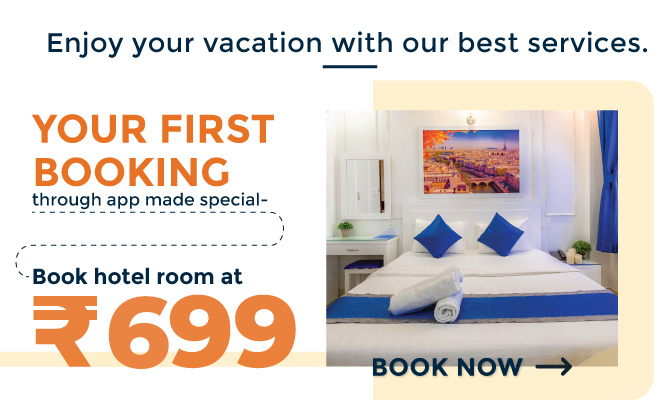 Enjoy your vacation with our best services.
YOUR FIRST
BOOKING
through app made special-
Book hotel room at
₹699
BOOK NOW